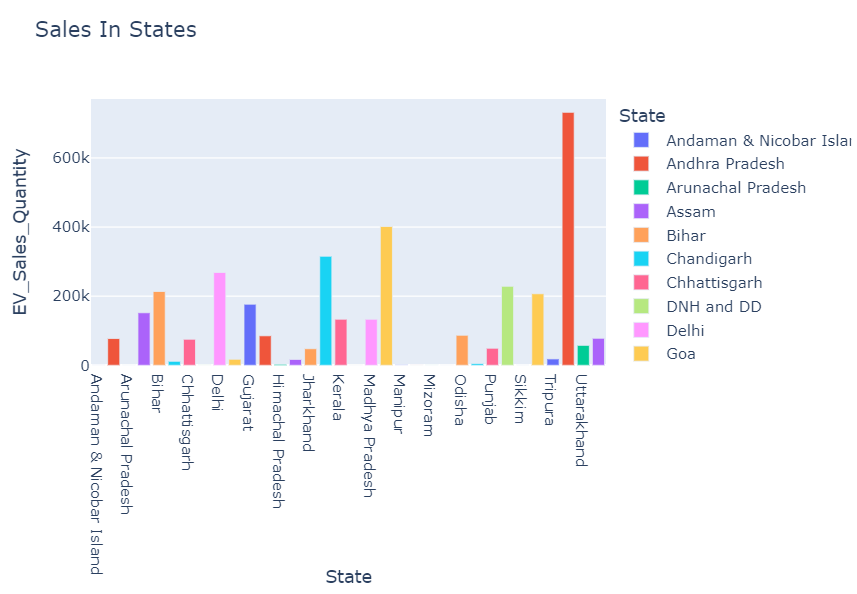 Sales In States
EV_Sales_Quantity
600k
400k
200k
0
Andaman & Nicobar Island
Arunachal Pradesh
Bihar
Chhattisgarh
Delhi
Gujarat
Himachal Pradesh
Jharkhand
Kerala
Madhya Pradesh
Manipur
Mizoram
Odisha
Punjab
Sikkim
Tripura
Uttarakhand
State
State
Andaman & Nicobar Islan
Andhra Pradesh
Arunachal Pradesh
Assam
Bihar
Chandigarh
Chhattisgarh
DNH and DD
Delhi
Goa